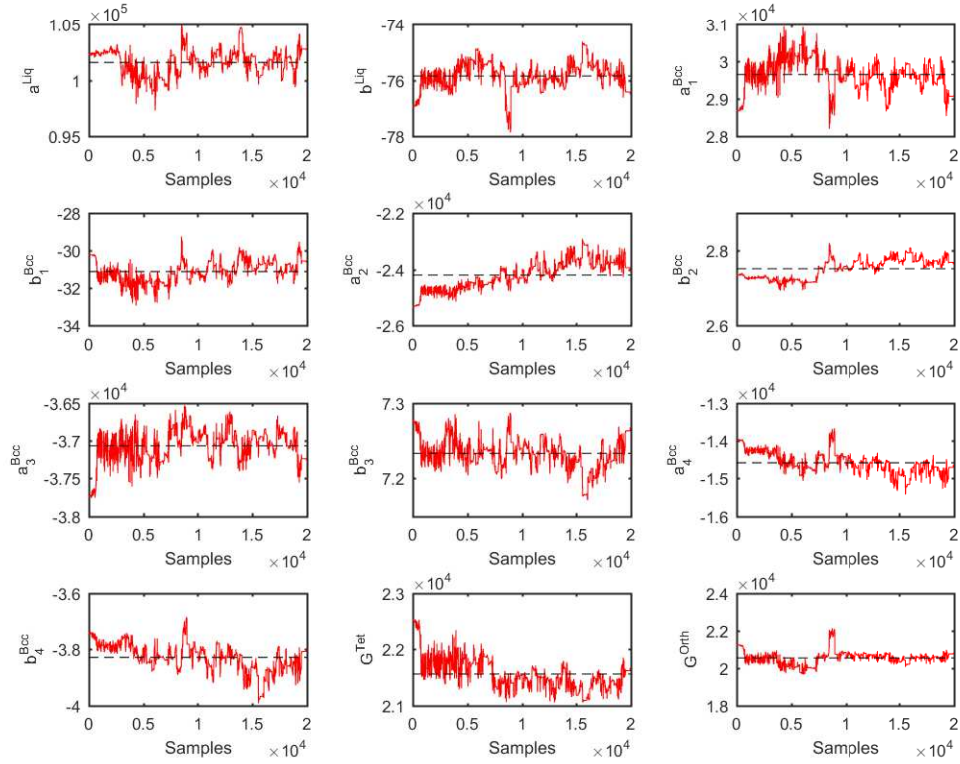 × 10^5
1.05
1
0.95
a^Liq
0 0.5 1 1.5 2
Samples × 10^4
-74
-76
-78
b^Liq
0 0.5 1 1.5 2
Samples × 10^4
× 10^4
3.1
3
2.9
2.8
a_1^Bcc
0 0.5 1 1.5 2
Samples × 10^4
-28
-30
-32
-34
b_1^Bcc
0 0.5 1 1.5 2
Samples × 10^4
× 10^4
-2.2
-2.4
-2.6
a_2^Bcc
0 0.5 1 1.5 2
Samples × 10^4
2.9
2.8
2.7
2.6
b_2^Bcc
0 0.5 1 1.5 2
Samples × 10^4
× 10^4
-3.65
-3.7
-3.75
-3.8
a_3^Bcc
0 0.5 1 1.5 2
Samples × 10^4
7.3
7.2
b_3^Bcc
0 0.5 1 1.5 2
Samples × 10^4
× 10^4
-1.3
-1.4
-1.5
-1.6
a_4^Bcc
0 0.5 1 1.5 2
Samples × 10^4
-3.6
-3.8
-4
b_4^Bcc
0 0.5 1 1.5 2
Samples × 10^4
× 10^4
2.3
2.2
2.1
G^Tet
0 0.5 1 1.5 2
Samples × 10^4
× 10^4
2.4
2.2
2
1.8
G^Orth
0 0.5 1 1.5 2
Samples × 10^4